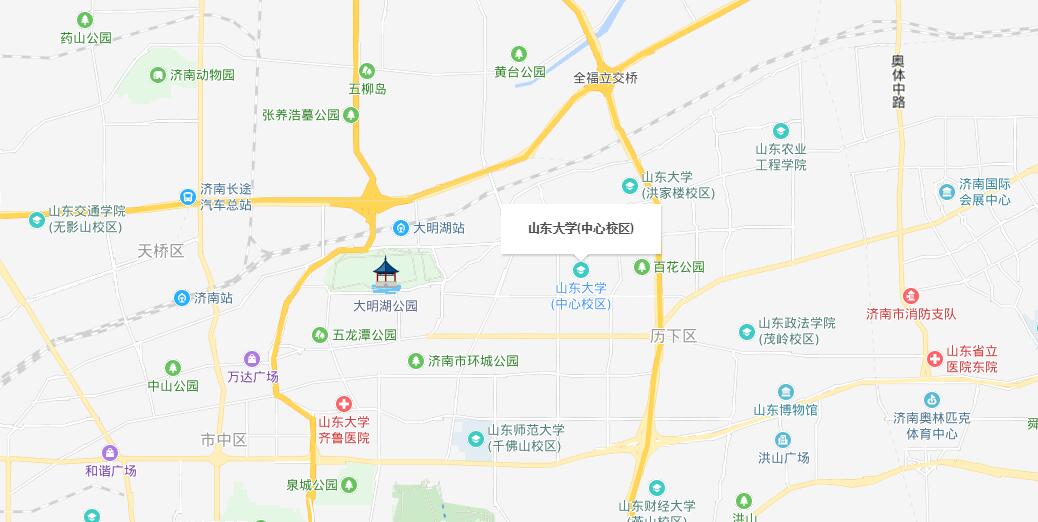 药山公园
济南动物园
五柳岛
张养浩墓公园
黄台公园
全福立交桥
奥体中路
山东农业
工程学院
山东大学
(洪家楼校区)
济南国际
会展中心
济南长途
汽车总站
山东交通学院
(无影山校区)
大明湖站
山东大学(中心校区)
天桥区
百花公园
山东大学
(中心校区)
济南站
大明湖公园
济南市消防支队
五龙潭公园
历下区
山东政法学院
(茂岭校区)
济南市环城公园
山东省立
医院东院
万达广场
中山公园
山东博物馆
济南奥林匹克
体育中心
山东大学
齐鲁医院
山东师范大学
(千佛山校区)
舜
市中区
洪山广场
和谐广场
泉城公园
山东财经大学
(燕山校区)
洪山